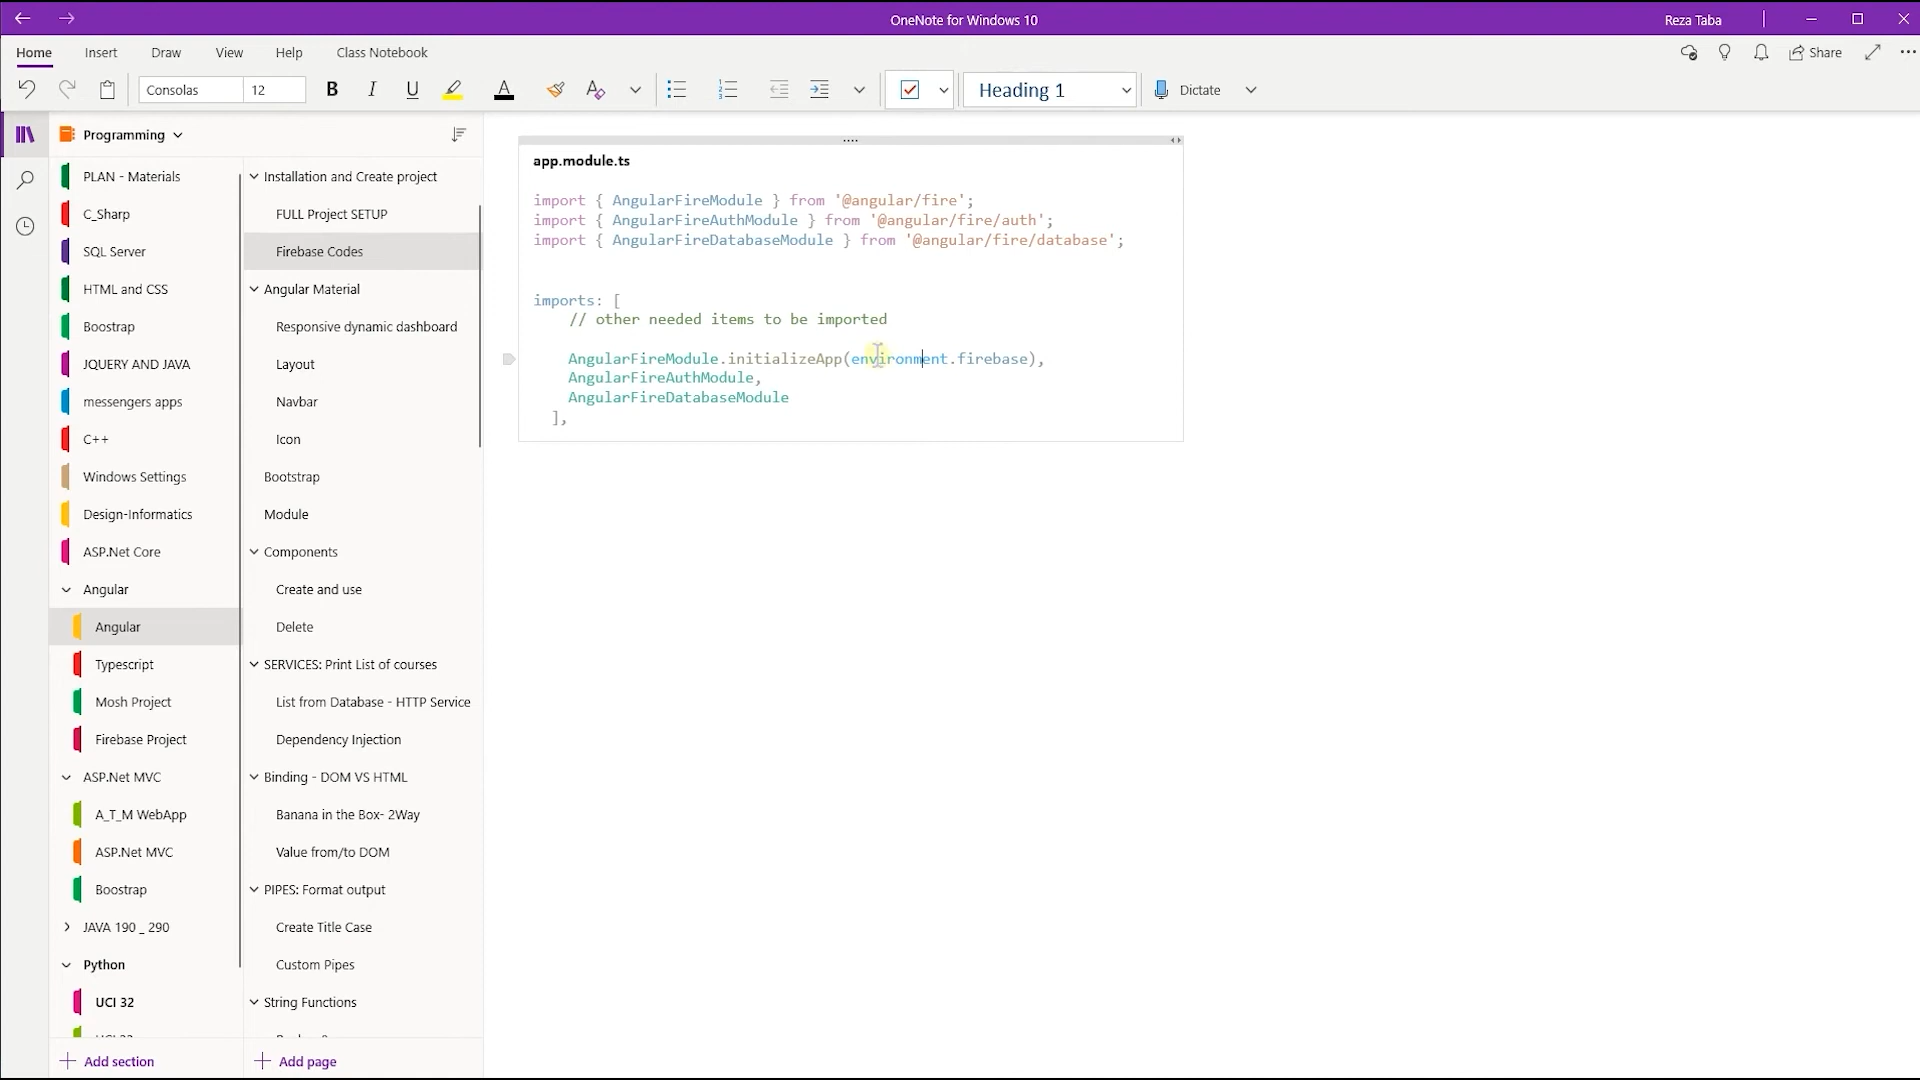 OneNote for Windows 10
Reza Taba
Home
Insert
Draw
View
Help
Class Notebook
Share
Consolas
12
B
I
U
A
A
Heading 1
Dictate
Programming
PLAN - Materials
C_Sharp
SQL Server
HTML and CSS
Boostrap
JQUERY AND JAVA
messengers apps
C++
Windows Settings
Design-Informatics
ASP.Net Core
Angular
Angular
Typescript
Mosh Project
Firebase Project
ASP.Net MVC
A_T_M WebApp
ASP.Net MVC
Boostrap
JAVA 190 _ 290
Python
UCI 32
Add section
Installation and Create project
FULL Project SETUP
Firebase Codes
Angular Material
Responsive dynamic dashboard
Layout
Navbar
Icon
Bootstrap
Module
Components
Create and use
Delete
SERVICES: Print List of courses
List from Database - HTTP Service
Dependency Injection
Binding - DOM VS HTML
Banana in the Box- 2Way
Value from/to DOM
PIPES: Format output
Create Title Case
Custom Pipes
String Functions
Add page
app.module.ts
import { AngularFireModule } from '@angular/fire';
import { AngularFireAuthModule } from '@angular/fire/auth';
import { AngularFireDatabaseModule } from '@angular/fire/database';
imports: [
// other needed items to be imported
AngularFireModule.initializeApp(environment.firebase),
AngularFireAuthModule,
AngularFireDatabaseModule
],